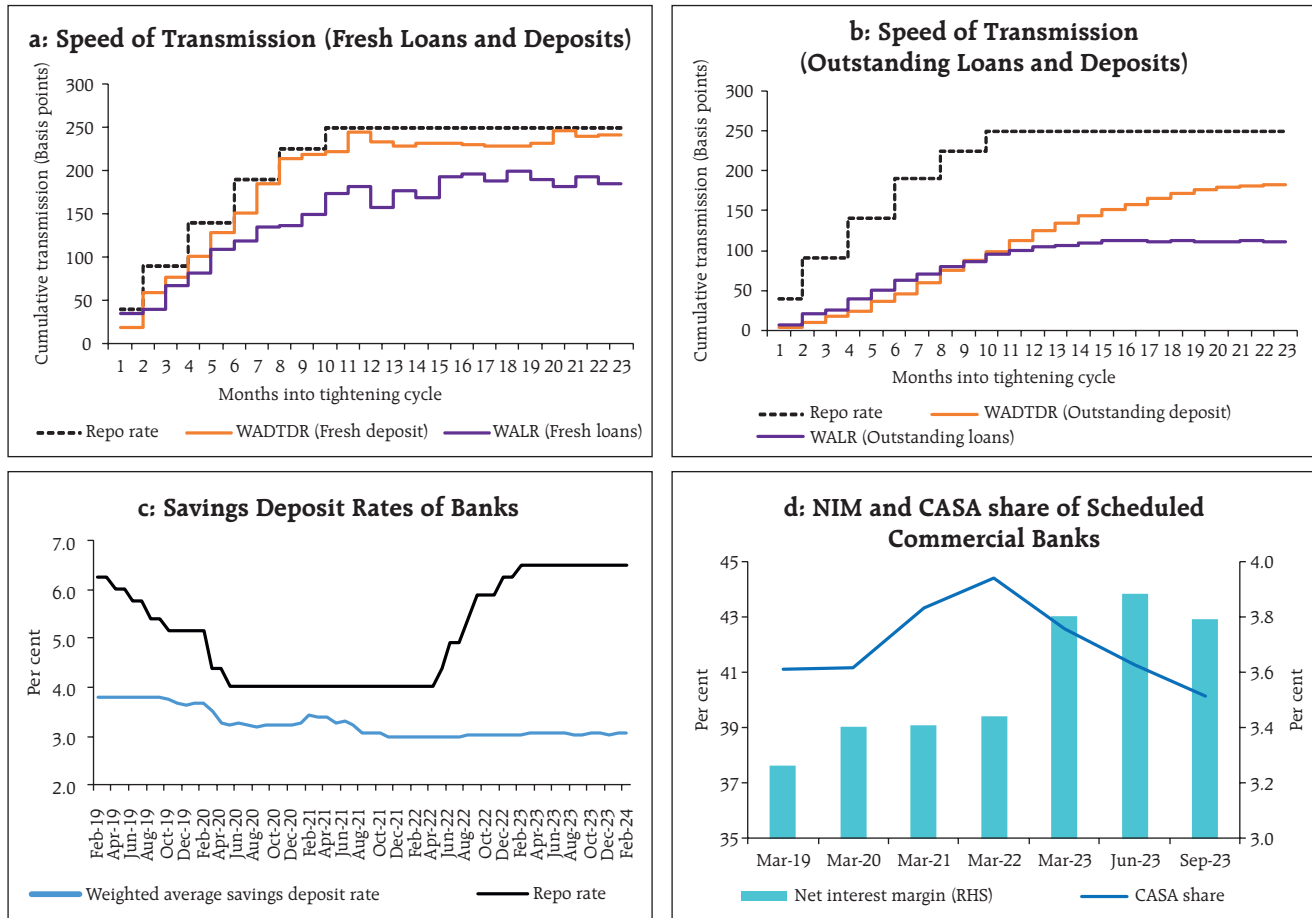 a: Speed of Transmission (Fresh Loans and Deposits)
Cumulative transmission (Basis points)
300
250
200
150
100
50
0
1 2 3 4 5 6 7 8 9 10 11 12 13 14 15 16 17 18 19 20 21 22 23
Months into tightening cycle
Repo rate WADTDR (Fresh deposit) WALR (Fresh loans)
b: Speed of Transmission
(Outstanding Loans and Deposits)
Cumulative transmission (Basis points)
300
250
200
150
100
50
0
1 2 3 4 5 6 7 8 9 10 11 12 13 14 15 16 17 18 19 20 21 22 23
Months into tightening cycle
Repo rate WADTDR (Outstanding deposit)
WALR (Outstanding loans)
c: Savings Deposit Rates of Banks
Per cent
7.0
6.0
5.0
4.0
3.0
2.0
Feb-19 Apr-19 Jun-19 Aug-19 Oct-19 Dec-19 Feb-20 Apr-20 Jun-20 Aug-20 Oct-20 Dec-20 Feb-21 Apr-21 Jun-21 Aug-21 Oct-21 Dec-21 Feb-22 Apr-22 Jun-22 Aug-22 Oct-22 Dec-22 Feb-23 Apr-23 Jun-23 Aug-23 Oct-23 Dec-23 Feb-24
Weighted average savings deposit rate Repo rate
d: NIM and CASA share of Scheduled
Commercial Banks
Per cent
45
43
41
39
37
35
4.0
3.8
3.6
3.4
3.2
3.0
Per cent
Mar-19 Mar-20 Mar-21 Mar-22 Mar-23 Jun-23 Sep-23
Net interest margin (RHS) CASA share